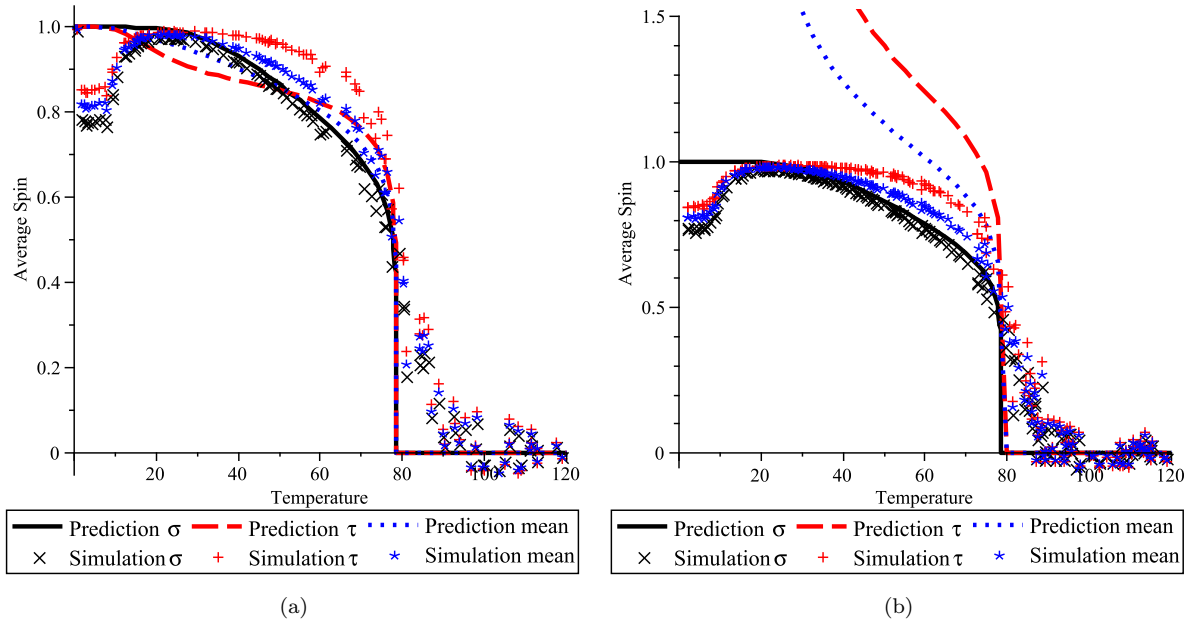 1.0
0.8
0.6
0.4
0.2
0
Average Spin
20 40 60 80 100 120
Temperature
Prediction σ Prediction τ Prediction mean
Simulation σ Simulation τ Simulation mean
(a)
1.5
1.0
0.5
0
Average Spin
20 40 60 80 100 120
Temperature
Prediction σ Prediction τ Prediction mean
Simulation σ Simulation τ Simulation mean
(b)